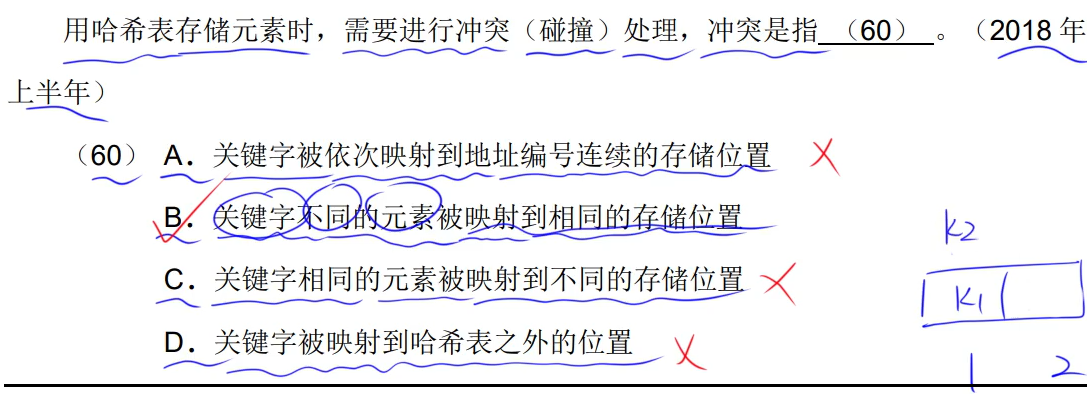 用哈希表存储元素时，需要进行冲突（碰撞）处理，冲突是指（60）。（2018 年
上半年）
（60） A．关键字被依次映射到地址编号连续的存储位置
B．关键字不同的元素被映射到相同的存储位置
C．关键字相同的元素被映射到不同的存储位置
D．关键字被映射到哈希表之外的位置
k2
k1
1 2